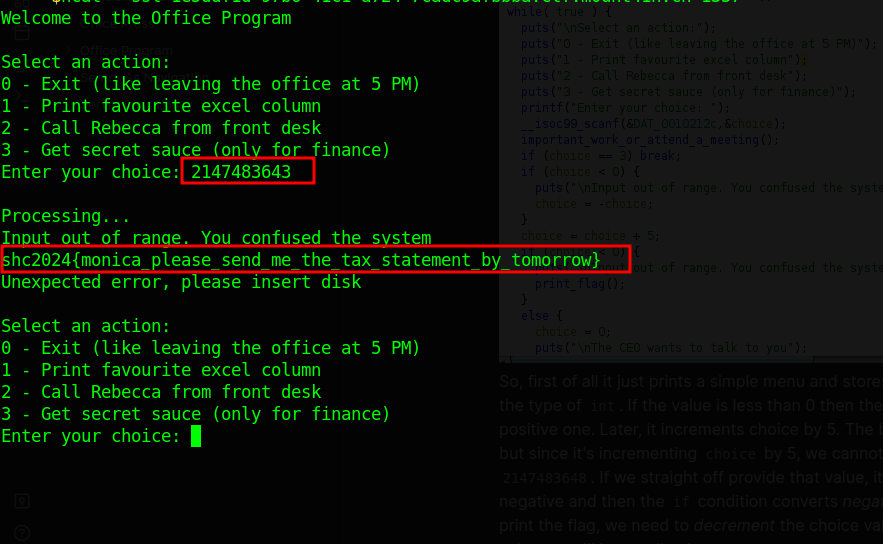 Welcome to the Office Program
Select an action:
0 - Exit (like leaving the office at 5 PM)
1 - Print favourite excel column
2 - Call Rebecca from front desk
3 - Get secret sauce (only for finance)
Enter your choice: 2147483643
Processing...
Input out of range. You confused the system
shc2024{monica_please_send_me_the_tax_statement_by_tomorrow}
Unexpected error, please insert disk
Select an action:
0 - Exit (like leaving the office at 5 PM)
1 - Print favourite excel column
2 - Call Rebecca from front desk
3 - Get secret sauce (only for finance)
Enter your choice:
while( true ) {
puts("\nSelect an action:");
puts("0 - Exit (like leaving the office at 5 PM)");
puts("1 - Print favourite excel column");
puts("2 - Call Rebecca from front desk");
puts("3 - Get secret sauce (only for finance)");
printf("Enter your choice: ");
__isoc99_scanf(&DAT_0010212c,&choice);
important_work_or_attend_a_meeting();
if (choice == 3) break;
if (choice < 0) {
puts("\nInput out of range. You confused the syste
choice = -choice;
}
choice = choice + 5;
< 0) {
out of range. You confused the syste
print_flag();
}
else {
choice = 0;
puts("\nThe CEO wants to talk to you");
So, first of all it just prints a simple menu and store
the type of int. If the value is less than 0 then the
positive one. Later, it increments choice by 5. The b
but since it's incrementing choice by 5, we cannot
2147483648. If we straight off provide that value, it
negative and then the if condition converts nega
print the flag, we need to decrement the choice va